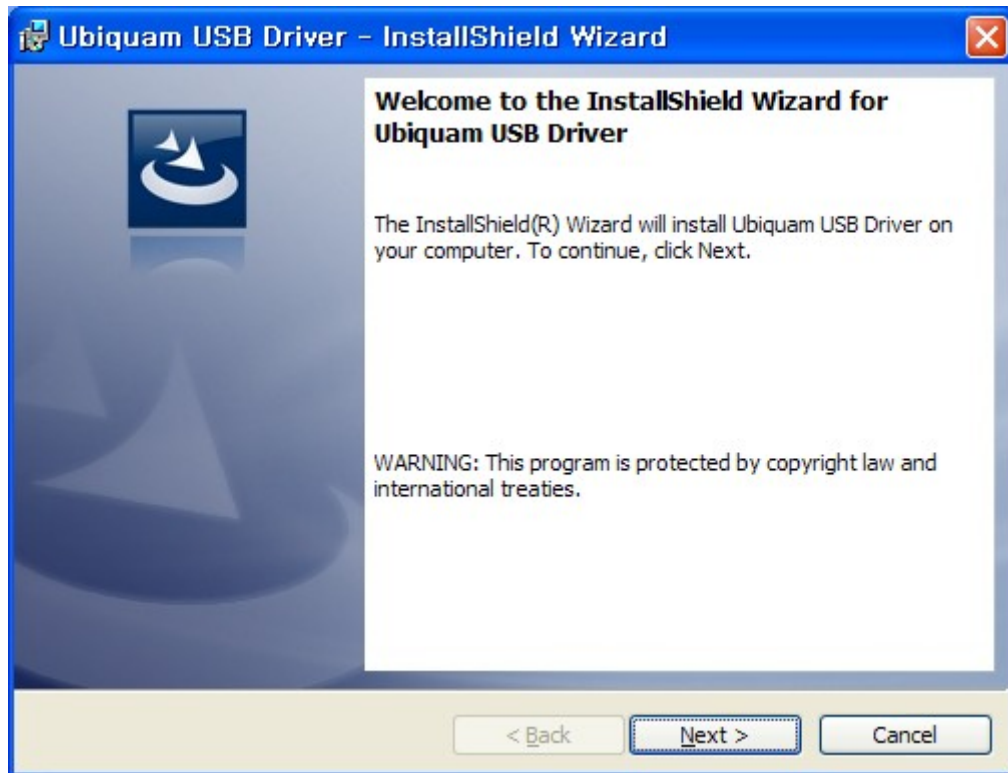 Ubiquam USB Driver - InstallShield Wizard
Welcome to the InstallShield Wizard for
Ubiquam USB Driver
The InstallShield(R) Wizard will install Ubiquam USB Driver on
your computer. To continue, click Next.
WARNING: This program is protected by copyright law and
international treaties.
< Back
Next >
Cancel